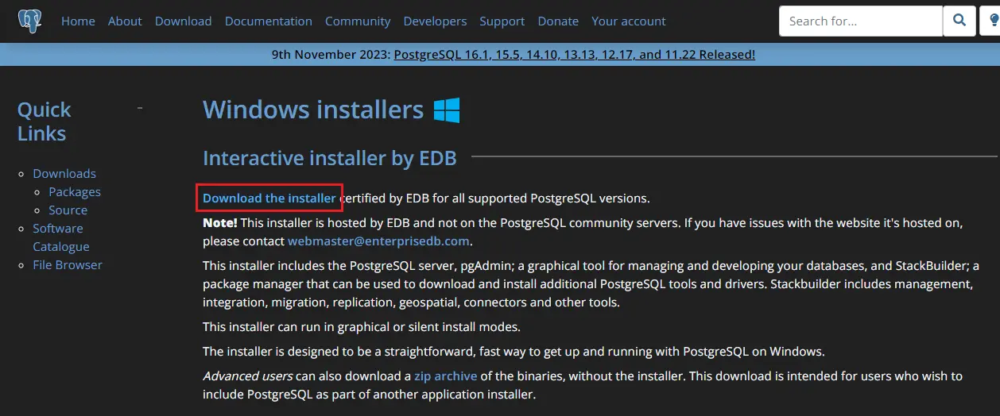 Home About Download Documentation Community Developers Support Donate Your account Search for...
9th November 2023: PostgreSQL 16.1, 15.5, 14.10, 13.13, 12.17, and 11.22 Released!
Quick
Links
Downloads
Packages
Source
Software
Catalogue
File Browser
Windows installers
Interactive installer by EDB
Download the installer certified by EDB for all supported PostgreSQL versions.
Note! This installer is hosted by EDB and not on the PostgreSQL community servers. If you have issues with the website it's hosted on,
please contact webmaster@enterprisedb.com.
This installer includes the PostgreSQL server, pgAdmin; a graphical tool for managing and developing your databases, and StackBuilder; a
package manager that can be used to download and install additional PostgreSQL tools and drivers. Stackbuilder includes management,
integration, migration, replication, geospatial, connectors and other tools.
This installer can run in graphical or silent install modes.
The installer is designed to be a straightforward, fast way to get up and running with PostgreSQL on Windows.
Advanced users can also download a zip archive of the binaries, without the installer. This download is intended for users who wish to
include PostgreSQL as part of another application installer.